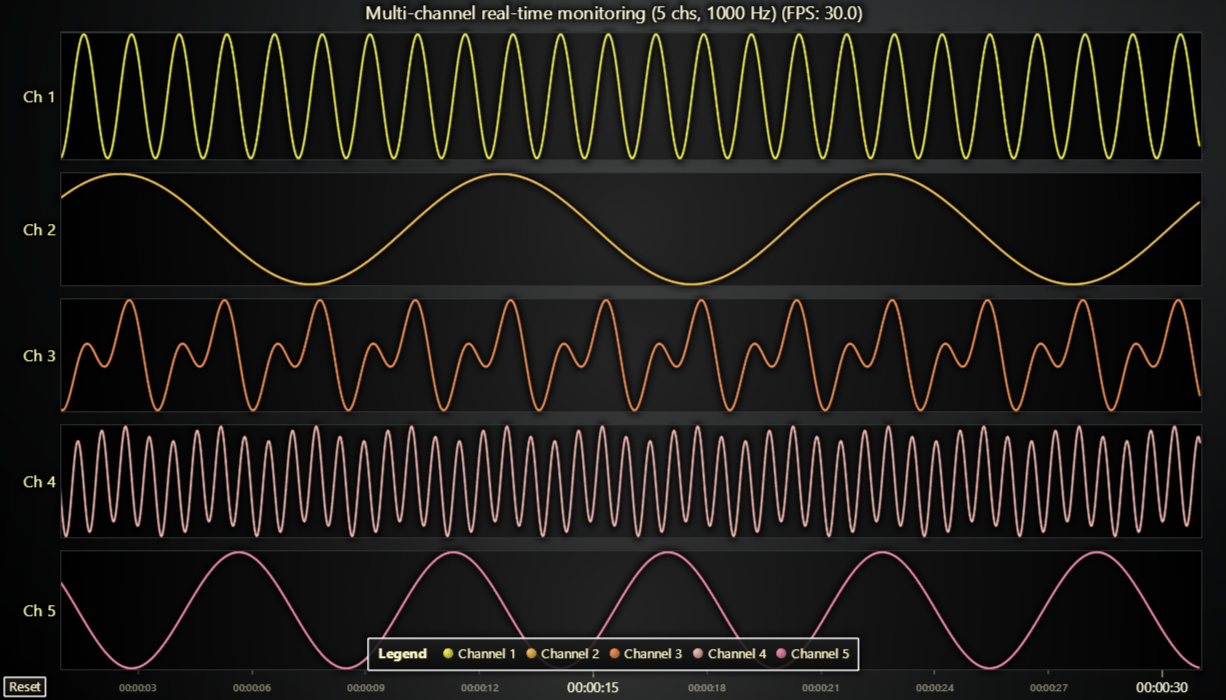 Multi-channel real-time monitoring (5 chs, 1000 Hz) (FPS: 30.0)
Ch 1
Ch 2
Ch 3
Ch 4
Ch 5
Legend Channel 1 Channel 2 Channel 3 Channel 4 Channel 5
Reset 00:00:03 00:00:06 00:00:09 00:00:12 00:00:15 00:00:18 00:00:21 00:00:24 00:00:27 00:00:30